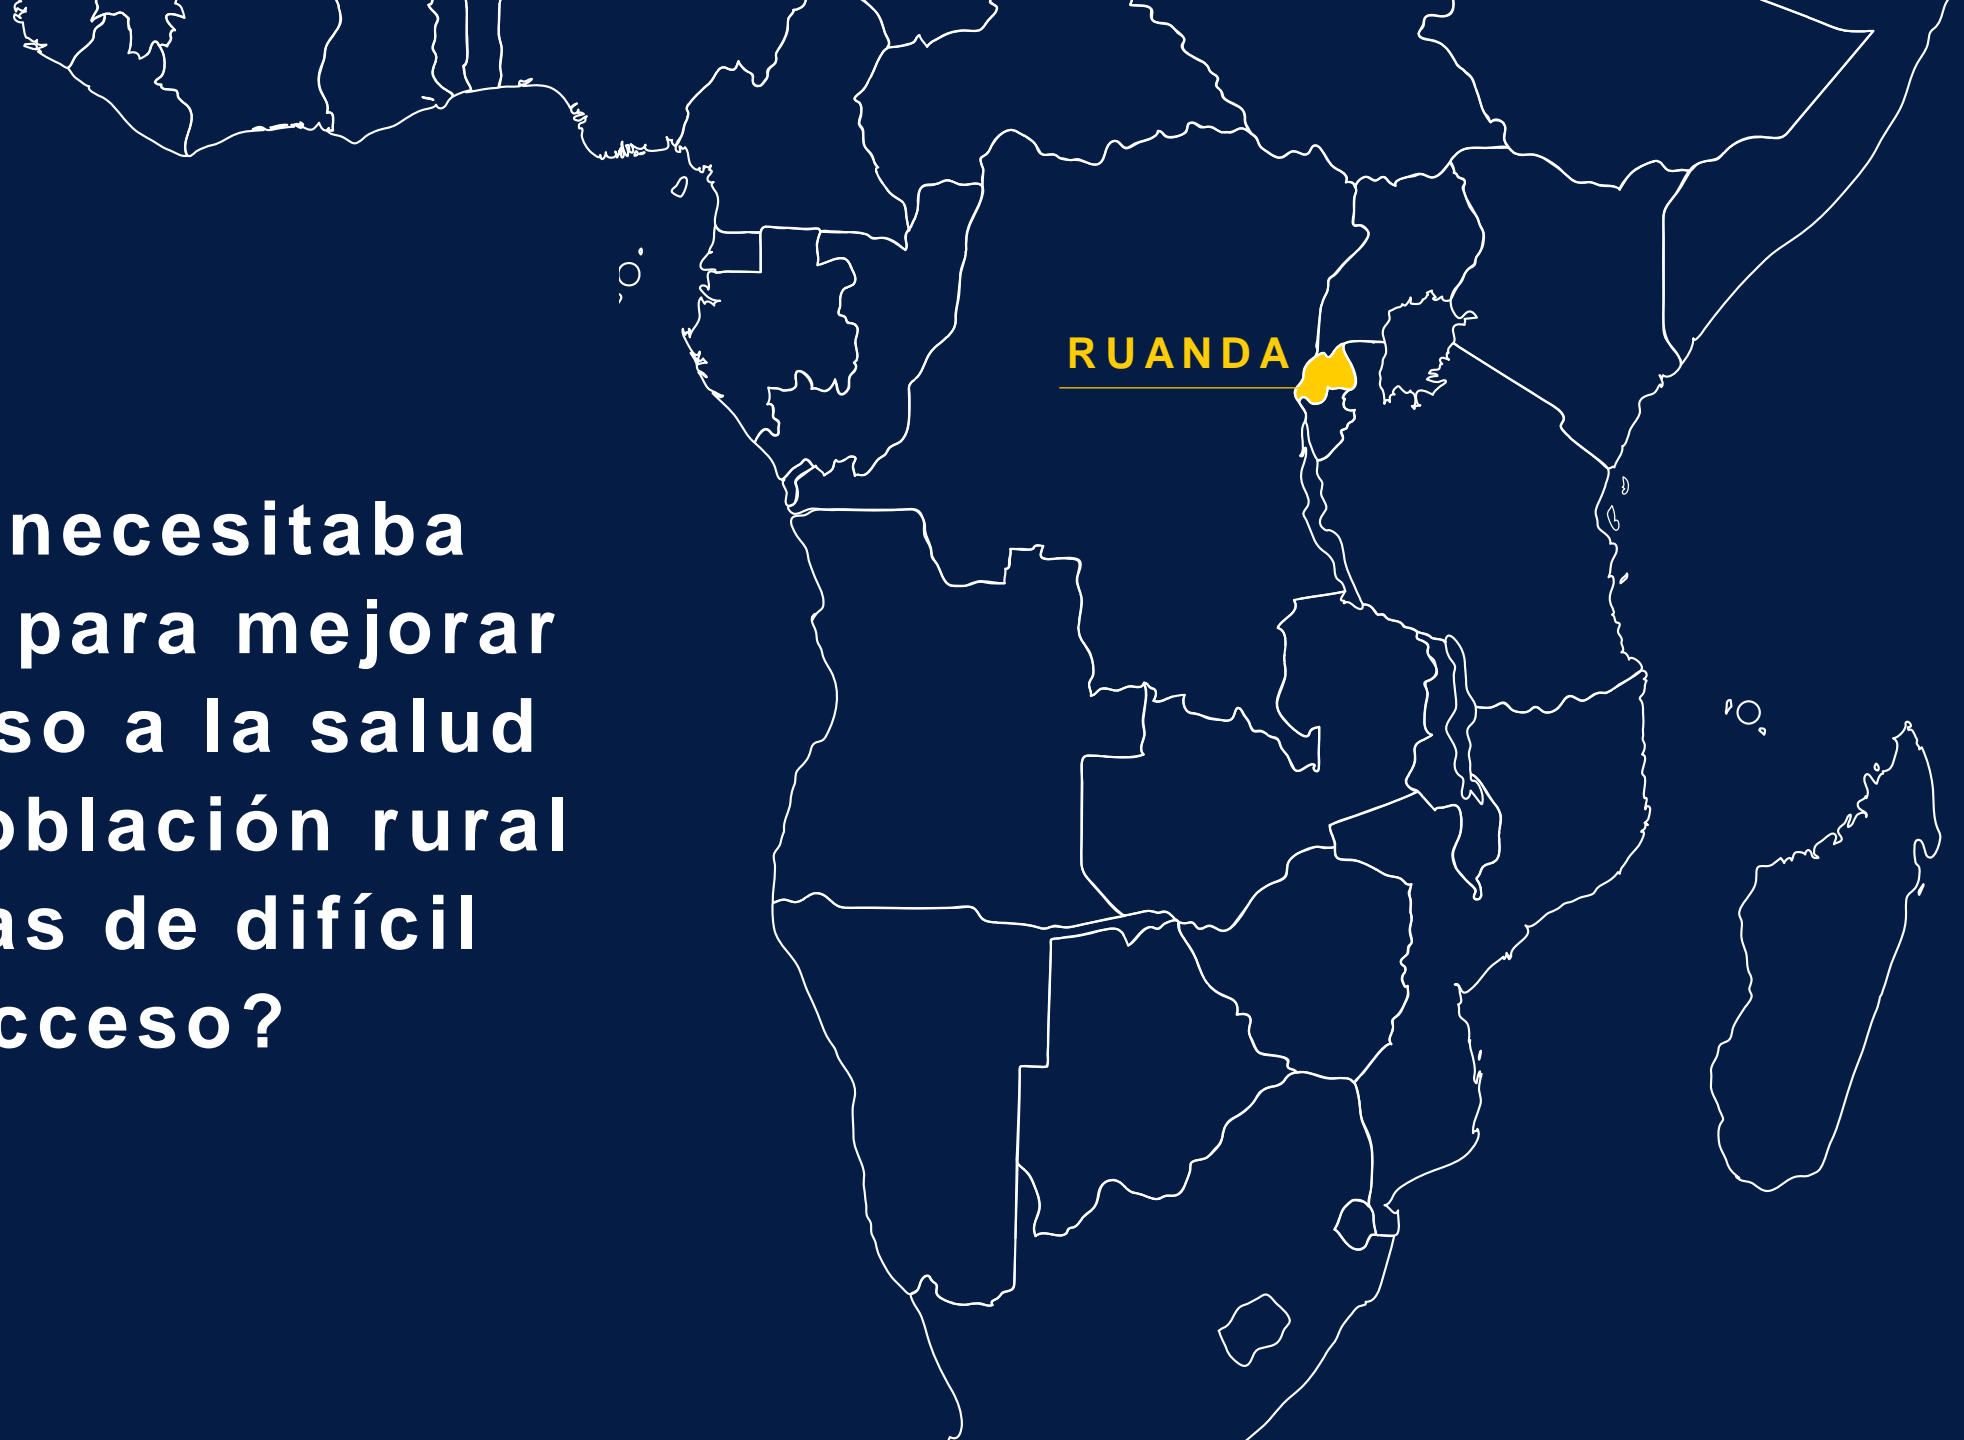 RUANDA
necesitaba
para mejorar
so a la salud
oblación rural
as de difícil
cceso?